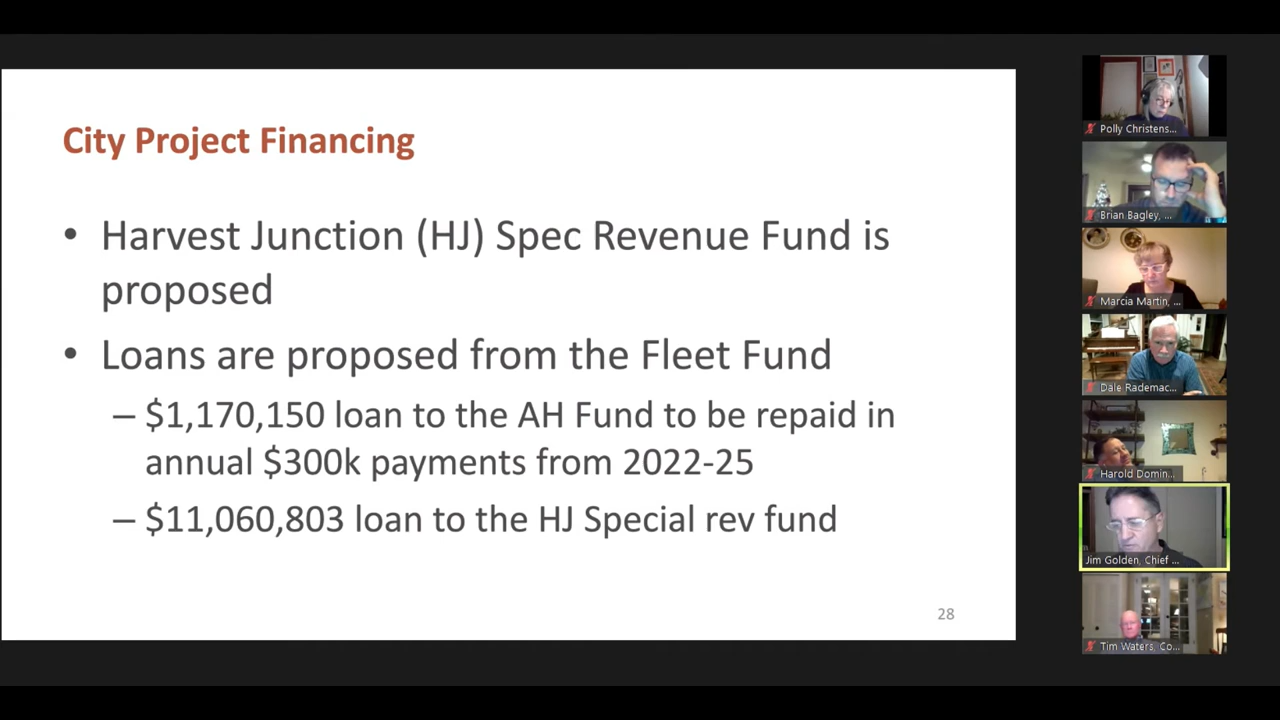 City Project Financing
• Harvest Junction (HJ) Spec Revenue Fund is
proposed
• Loans are proposed from the Fleet Fund
– $1,170,150 loan to the AH Fund to be repaid in
annual $300k payments from 2022-25
– $11,060,803 loan to the HJ Special rev fund
28
Polly Christens...
Brian Bagley, ...
Marcia Martin, ...
Dale Rademac...
Harold Domin...
Jim Golden, Chief ...
Tim Waters, Co...